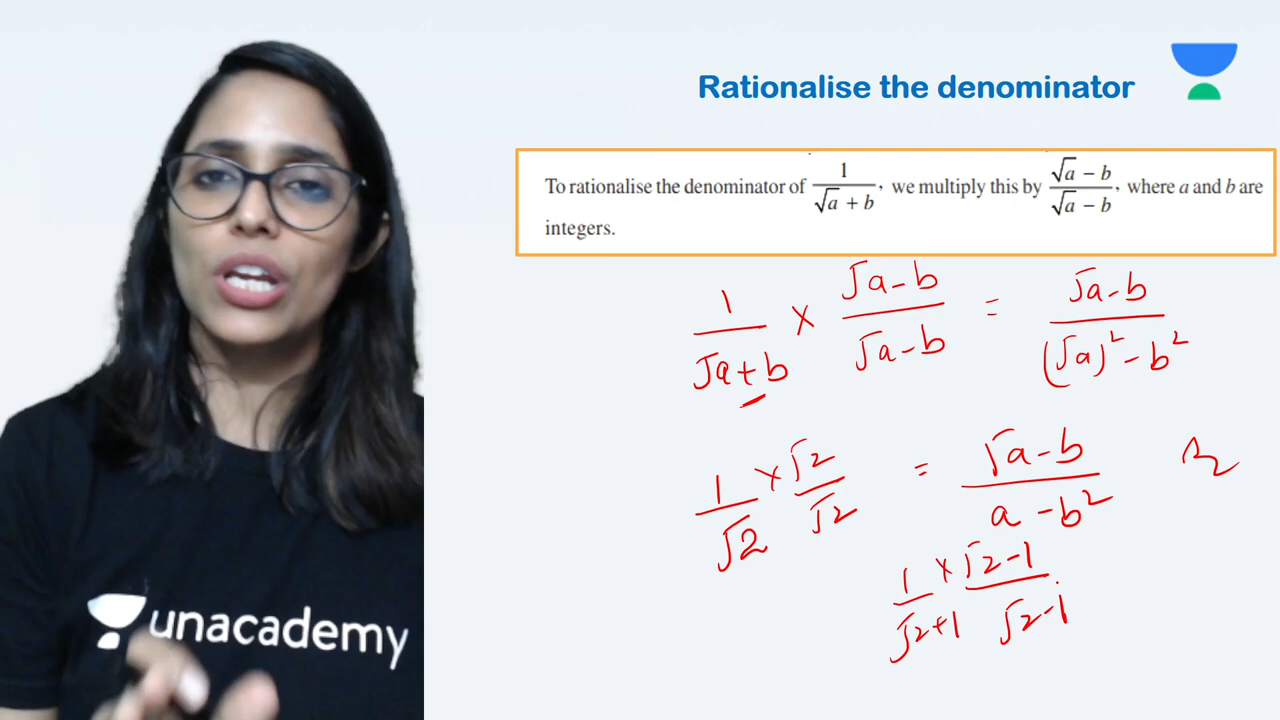 Rationalise the denominator
To rationalise the denominator of 1/(√a + b), we multiply this by (√a − b)/(√a − b), where a and b are
integers.
1/(√a+b) × (√a-b)/(√a-b) = (√a-b)/((√a)² - b²)
1/√2 × √2/√2 = (√a-b)/(a - b²)
1/(√2+1) × (√2-1)/(√2-1)
unacademy